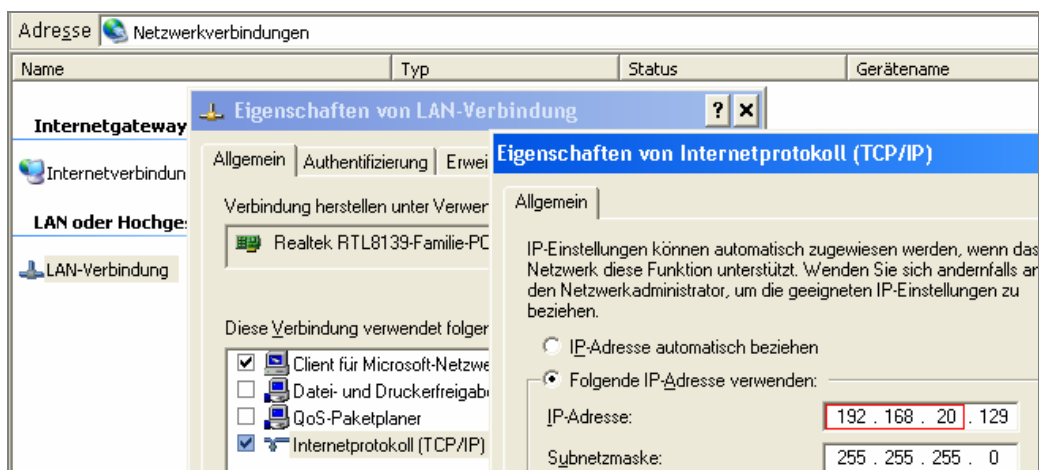 Adresse Netzwerkverbindungen
Name Typ Status Gerätename
Internetgateway
Internetverbindun
LAN oder Hochge
LAN-Verbindung
Eigenschaften von LAN-Verbindung
Allgemein Authentifizierung Erwei
Verbindung herstellen unter Verwer
Realtek RTL8139-Familie-PC
Diese Verbindung verwendet folger
Client für Microsoft-Netzwe
Datei- und Druckerfreigab
QoS-Paketplaner
Internetprotokoll (TCP/IP)
Eigenschaften von Internetprotokoll (TCP/IP)
Allgemein
IP-Einstellungen können automatisch zugewiesen werden, wenn das
Netzwerk diese Funktion unterstützt. Wenden Sie sich andernfalls an
den Netzwerkadministrator, um die geeigneten IP-Einstellungen zu
beziehen.
IP-Adresse automatisch beziehen
Folgende IP-Adresse verwenden:
IP-Adresse: 192 . 168 . 20 . 129
Subnetzmaske: 255 . 255 . 255 . 0